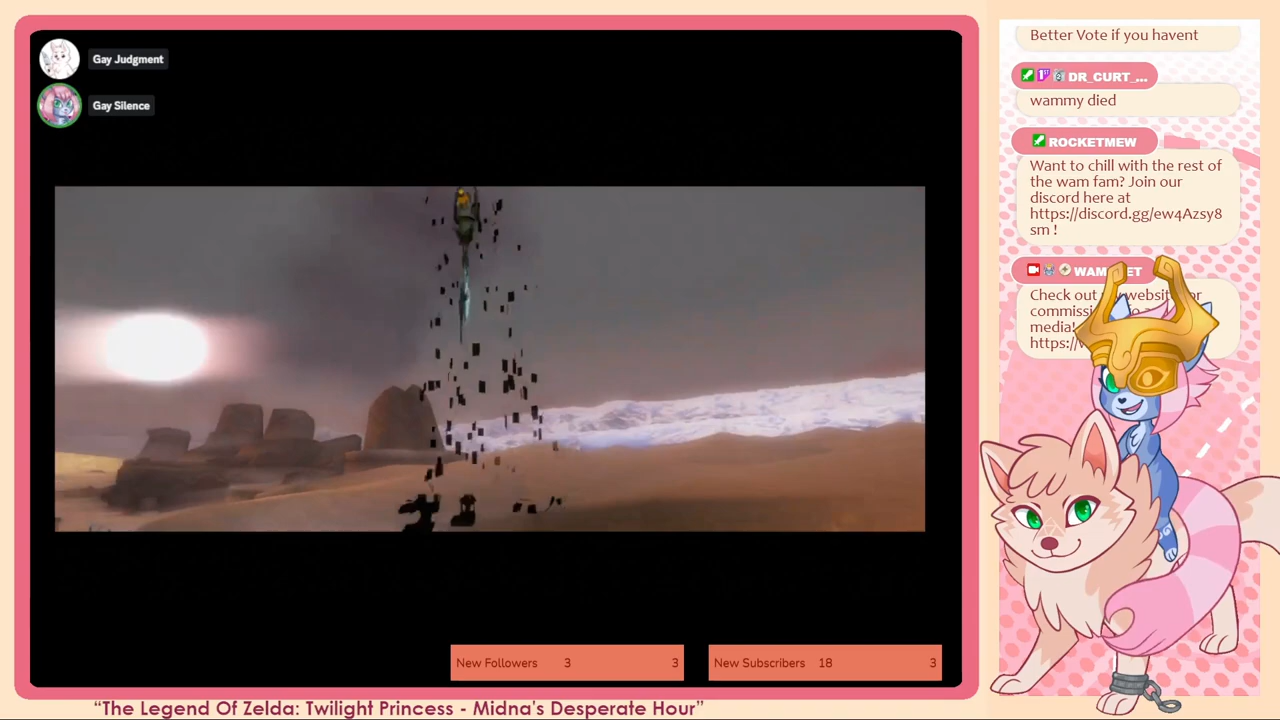 Gay Judgment
Gay Silence
New Followers 3 3
New Subscribers 18 3
"The Legend Of Zelda: Twilight Princess - Midna's Desperate Hour"
Better Vote if you havent
DR_CURT_...
wammy died
ROCKETMEW
Want to chill with the rest of
the wam fam? Join our
discord here at
https://discord.gg/ew4Azsy8
sm !
Check out
commissi
media!
https://